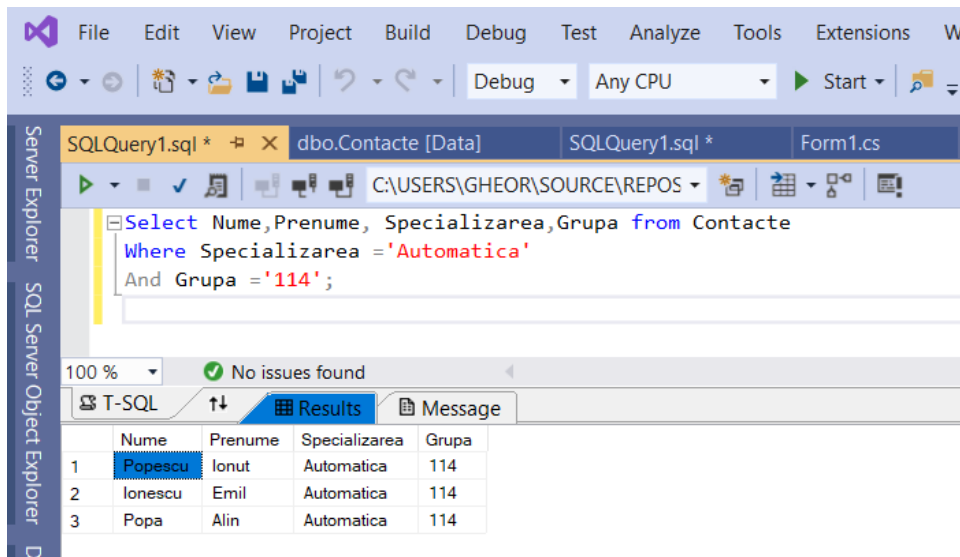 File Edit View Project Build Debug Test Analyze Tools Extensions W
Debug Any CPU Start
Server Explorer
SQL Server Object Explorer
D
SQLQuery1.sql * dbo.Contacte [Data] SQLQuery1.sql * Form1.cs
C:\USERS\GHEOR\SOURCE\REPOS
Select Nume,Prenume, Specializarea,Grupa from Contacte
Where Specializarea ='Automatica'
And Grupa ='114';
100 % No issues found
T-SQL Results Message
Nume Prenume Specializarea Grupa
1 Popescu Ionut Automatica 114
2 Ionescu Emil Automatica 114
3 Popa Alin Automatica 114